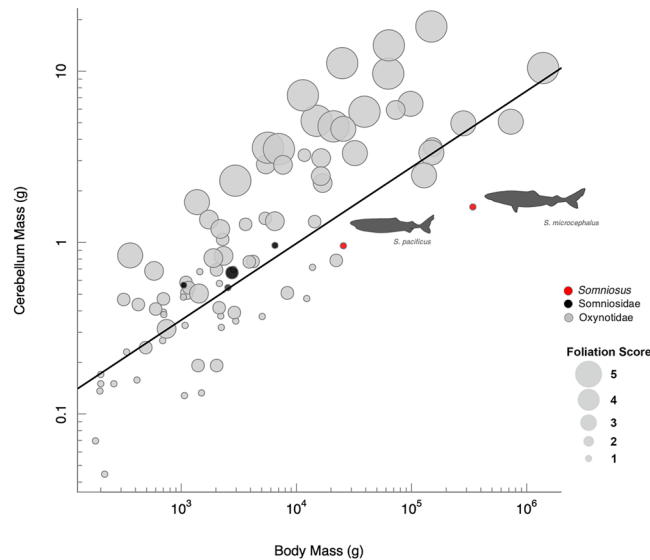 Cerebellum Mass (g)
10
1
0.1
S. pacificus
S. microcephalus
Somniosus
Somniosidae
Oxynotidae
Foliation Score
5
4
3
2
1
10³
10⁴
10⁵
10⁶
Body Mass (g)